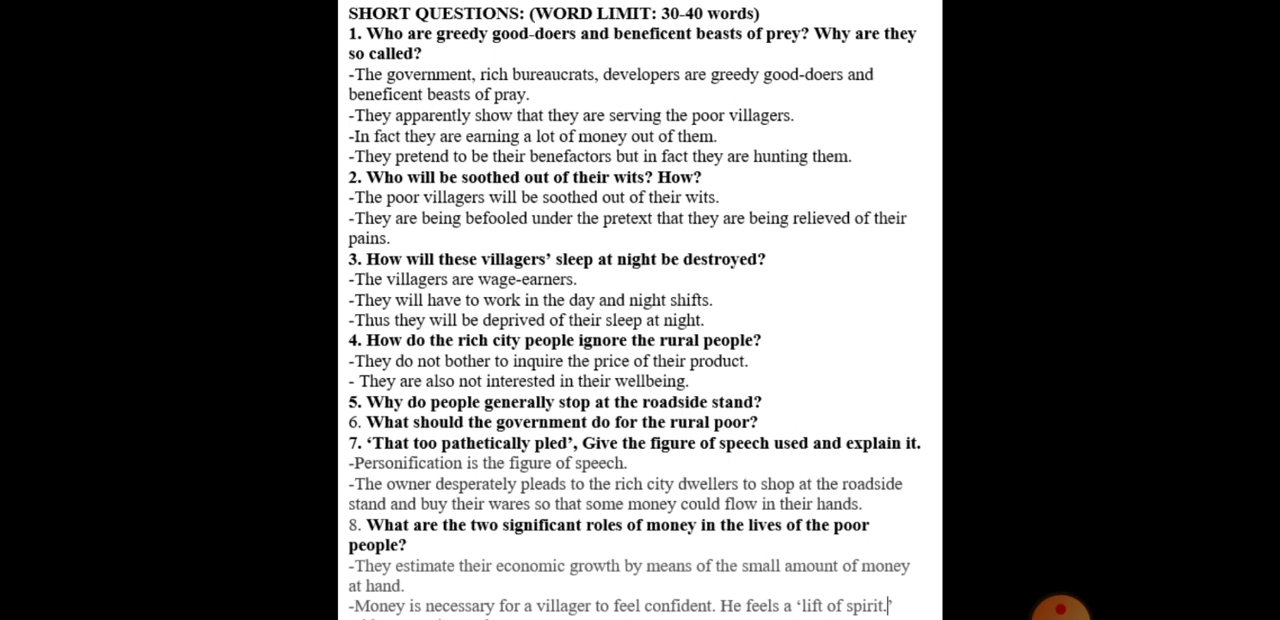 SHORT QUESTIONS: (WORD LIMIT: 30-40 words)
1. Who are greedy good-doers and beneficent beasts of prey? Why are they
so called?
-The government, rich bureaucrats, developers are greedy good-doers and
beneficent beasts of pray.
-They apparently show that they are serving the poor villagers.
-In fact they are earning a lot of money out of them.
-They pretend to be their benefactors but in fact they are hunting them.
2. Who will be soothed out of their wits? How?
-The poor villagers will be soothed out of their wits.
-They are being befooled under the pretext that they are being relieved of their
pains.
3. How will these villagers’ sleep at night be destroyed?
-The villagers are wage-earners.
-They will have to work in the day and night shifts.
-Thus they will be deprived of their sleep at night.
4. How do the rich city people ignore the rural people?
-They do not bother to inquire the price of their product.
- They are also not interested in their wellbeing.
5. Why do people generally stop at the roadside stand?
6. What should the government do for the rural poor?
7. ‘That too pathetically pled’, Give the figure of speech used and explain it.
-Personification is the figure of speech.
-The owner desperately pleads to the rich city dwellers to shop at the roadside
stand and buy their wares so that some money could flow in their hands.
8. What are the two significant roles of money in the lives of the poor
people?
-They estimate their economic growth by means of the small amount of money
at hand.
-Money is necessary for a villager to feel confident. He feels a ‘lift of spirit.’